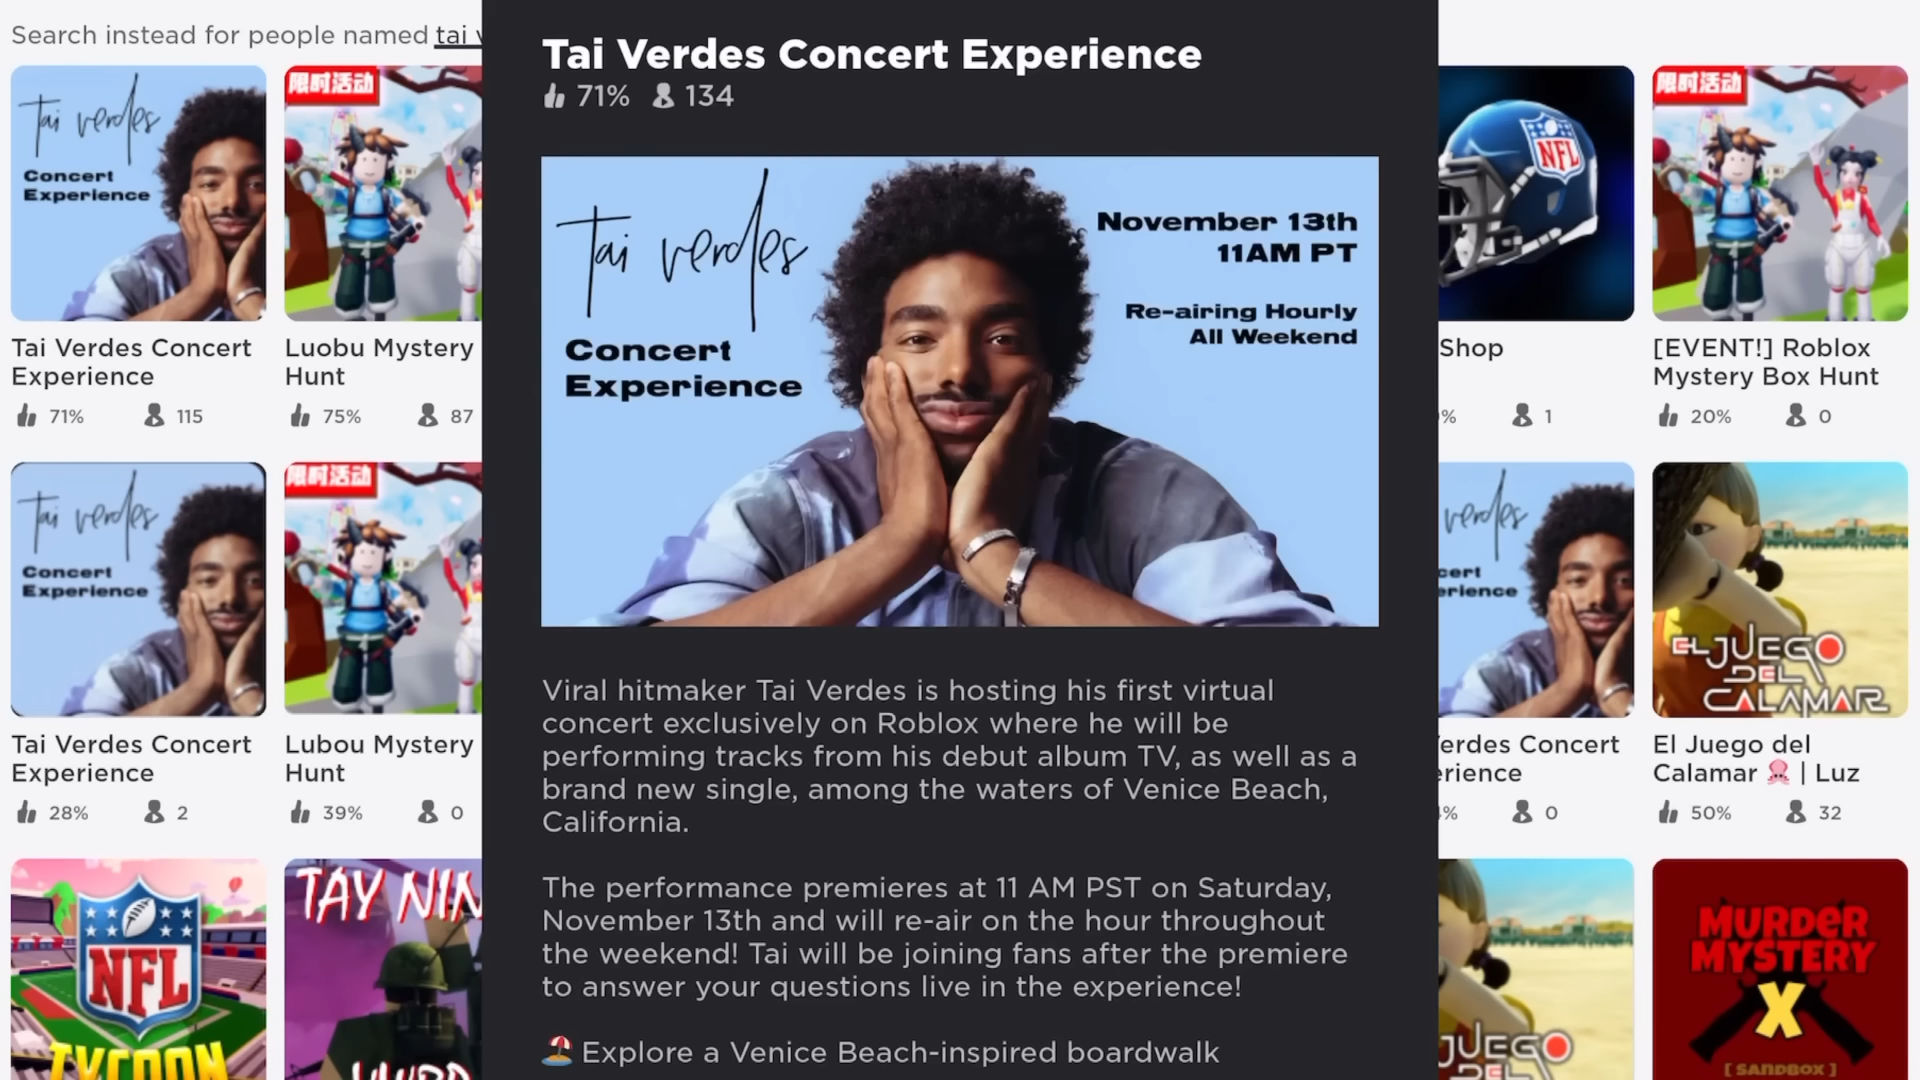 Search instead for people named tai
Tai Verdes Concert Experience
71% 134
tai verdes
Concert
Experience
November 13th
11AM PT
Re-airing Hourly
All Weekend
Viral hitmaker Tai Verdes is hosting his first virtual
concert exclusively on Roblox where he will be
performing tracks from his debut album TV, as well as a
brand new single, among the waters of Venice Beach,
California.
The performance premieres at 11 AM PST on Saturday,
November 13th and will re-air on the hour throughout
the weekend! Tai will be joining fans after the premiere
to answer your questions live in the experience!
Explore a Venice Beach-inspired boardwalk
tai verdes
Concert
Experience
Tai Verdes Concert
Experience
71% 115
限时活动
Luobu Mystery
Hunt
75% 87
NFL
Shop
1
限时活动
[EVENT!] Roblox
Mystery Box Hunt
20% 0
tai verdes
Concert
Experience
Tai Verdes Concert
Experience
28% 2
限时活动
Lubou Mystery
Hunt
39% 0
verdes
cert
erience
erdes Concert
erience
% 0
EL JUEGO
DEL
CALAMAR
El Juego del
Calamar 🦑 | Luz
50% 32
NFL
TYCOON
TAY NIN
JUEGO
DEL
MURDER
MYSTERY
X
[SANDBOX]